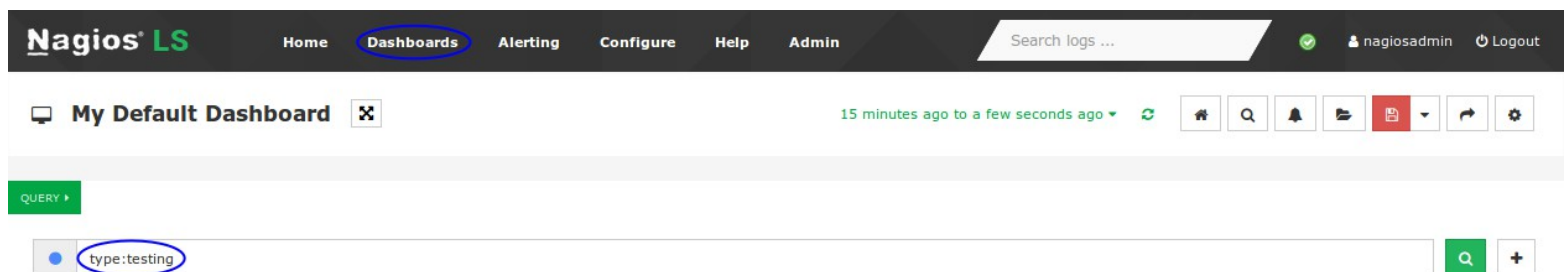 Nagios® LS Home Dashboards Alerting Configure Help Admin Search logs ... nagiosadmin Logout
My Default Dashboard 15 minutes ago to a few seconds ago
QUERY
type:testing